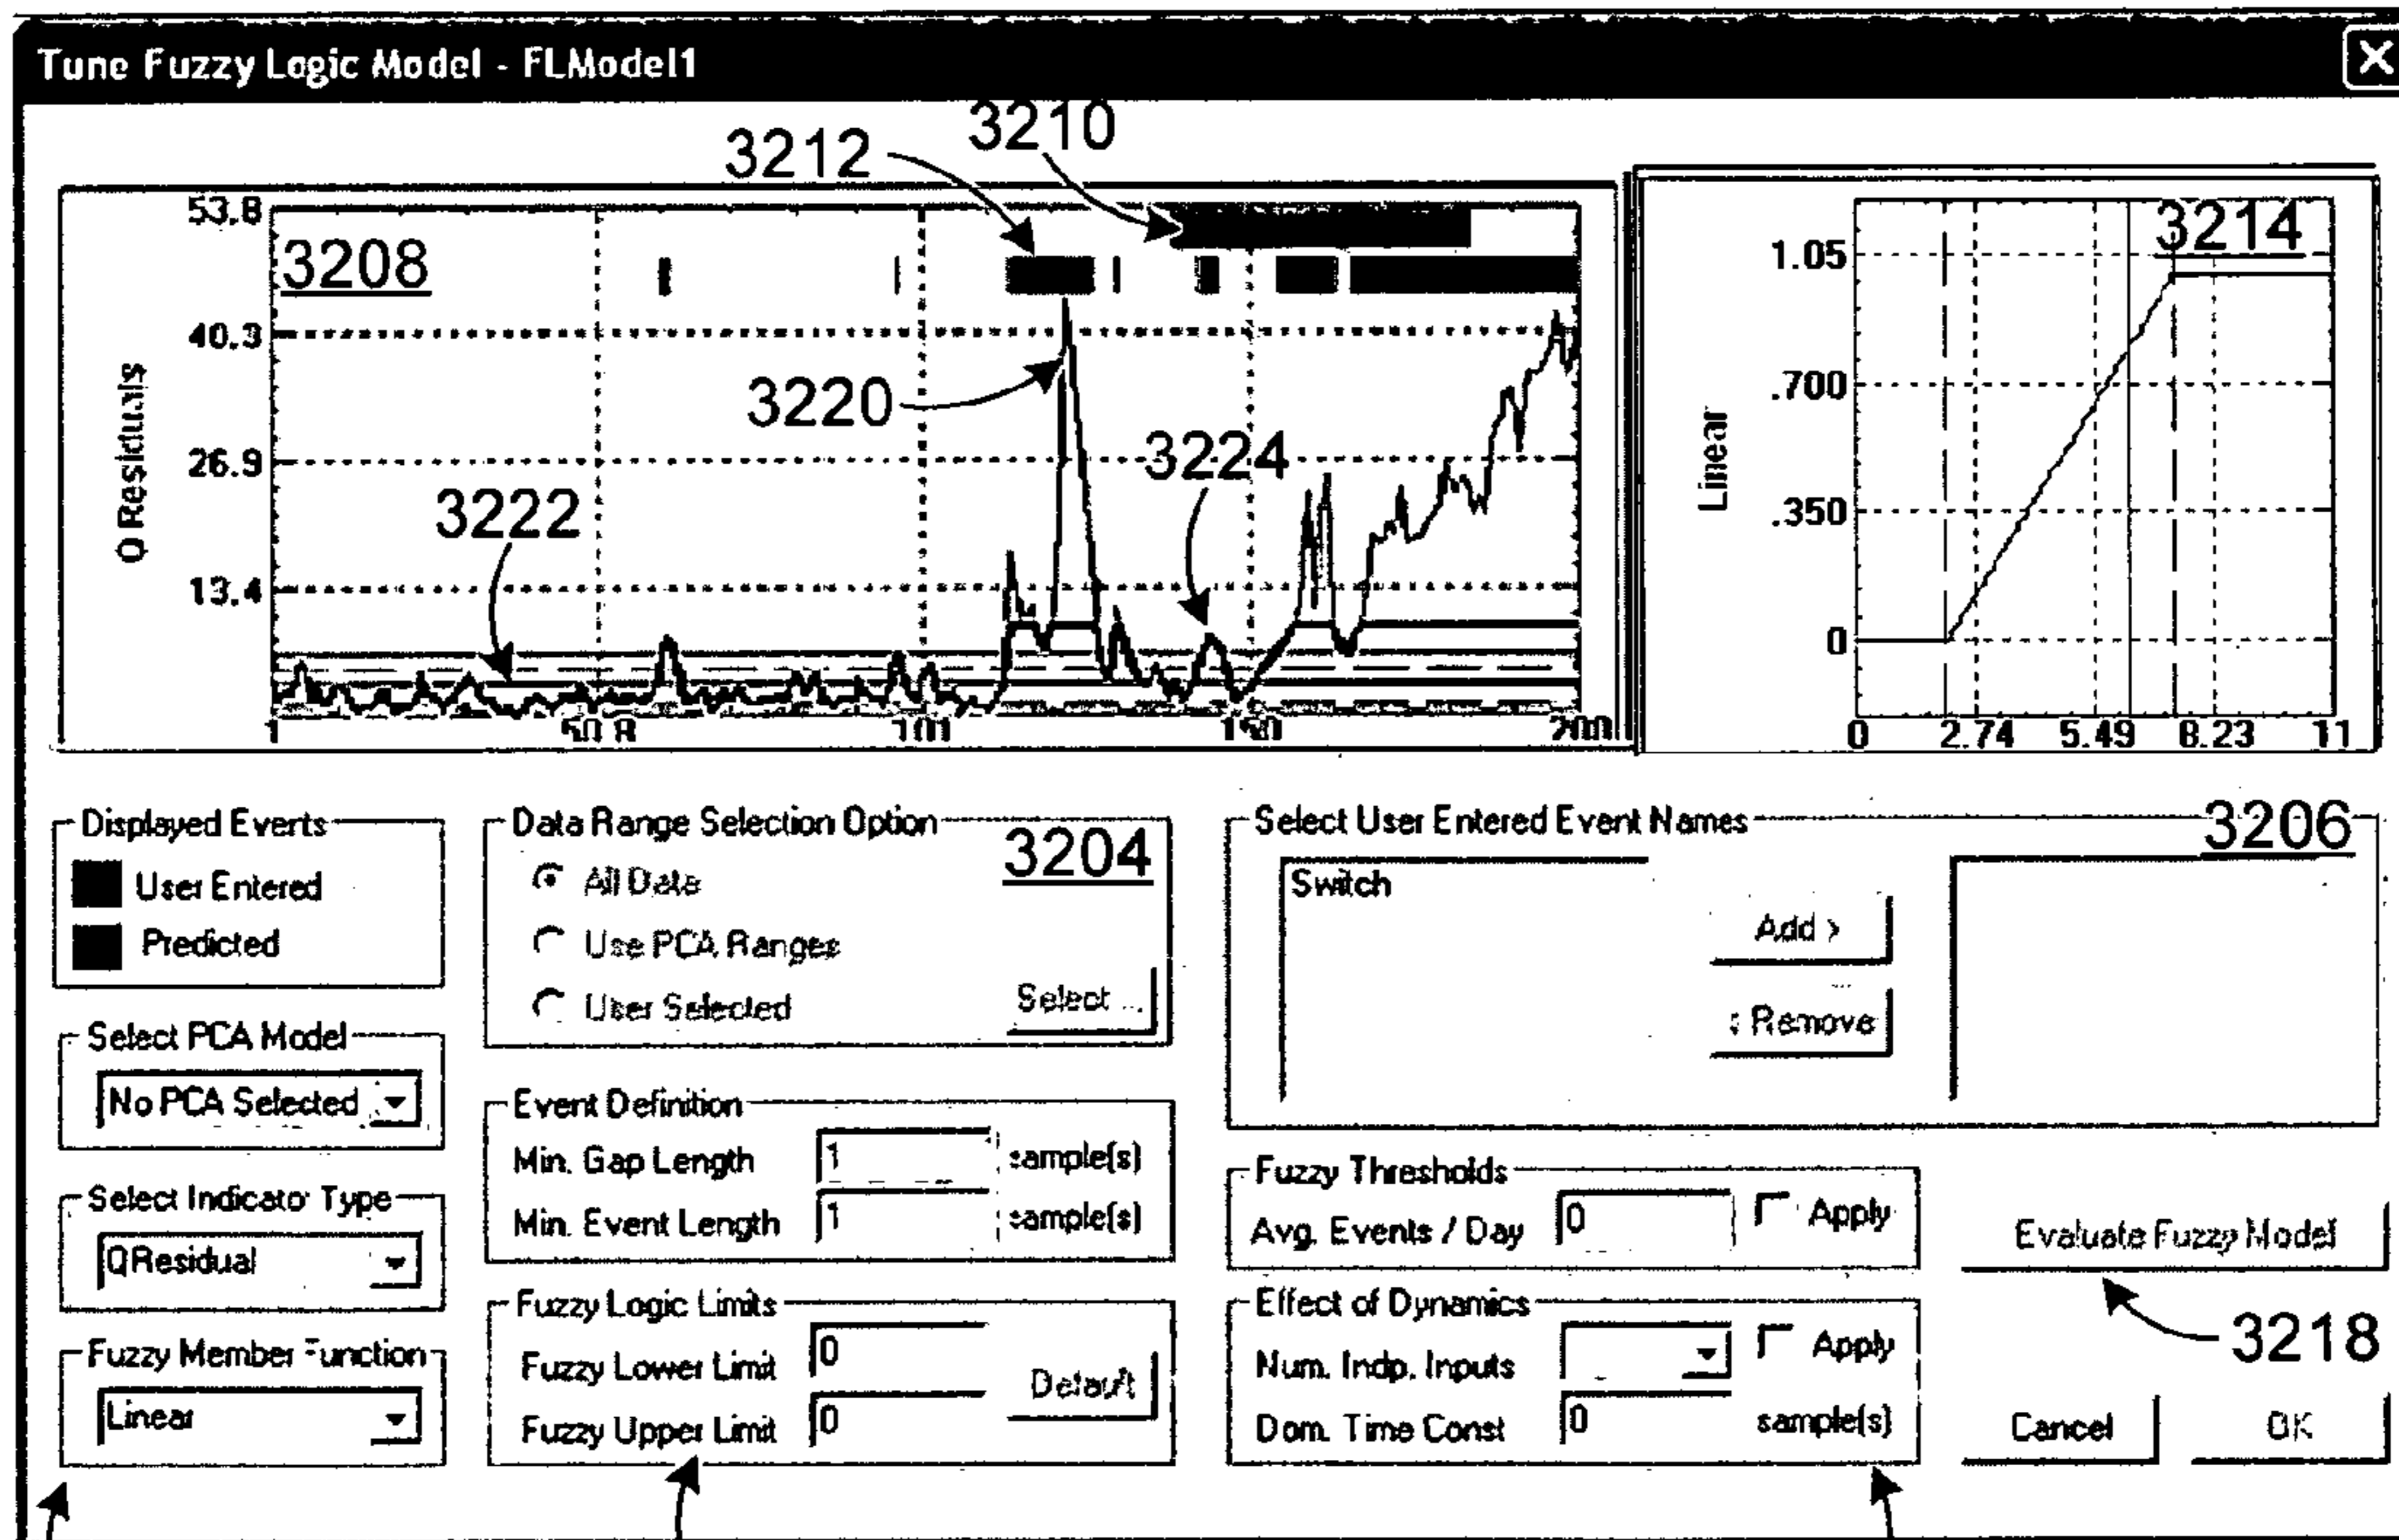 Tune Fuzzy Logic Model - FLModel1
3212
3210
53.8
3208
40.3
26.9
13.4
Q Residuals
3220
3222
3224
1
50.8
101
150
200
3214
1.05
.700
.350
0
Linear
0
2.74
5.49
8.23
11
Displayed Everts
User Entered
Predicted
Select PCA Model
No PCA Selected
Select Indicator Type
QResidual
Fuzzy Member Function
Linear
Data Range Selection Option
3204
All Data
Use PCA Ranges
User Selected
Select ...
Event Definition
Min. Gap Length 1 sample(s)
Min. Event Length 1 sample(s)
Fuzzy Logic Limits
Fuzzy Lower Limit 0
Fuzzy Upper Limit 0
Default
Select User Entered Event Names
3206
Switch
Add >
: Remove
Fuzzy Thresholds
Avg. Events / Day 0 Apply
Effect of Dynamics
Num. Indp. Inputs Apply
Dom. Time Const 0 sample(s)
Evaluate Fuzzy Model
3218
Cancel
OK